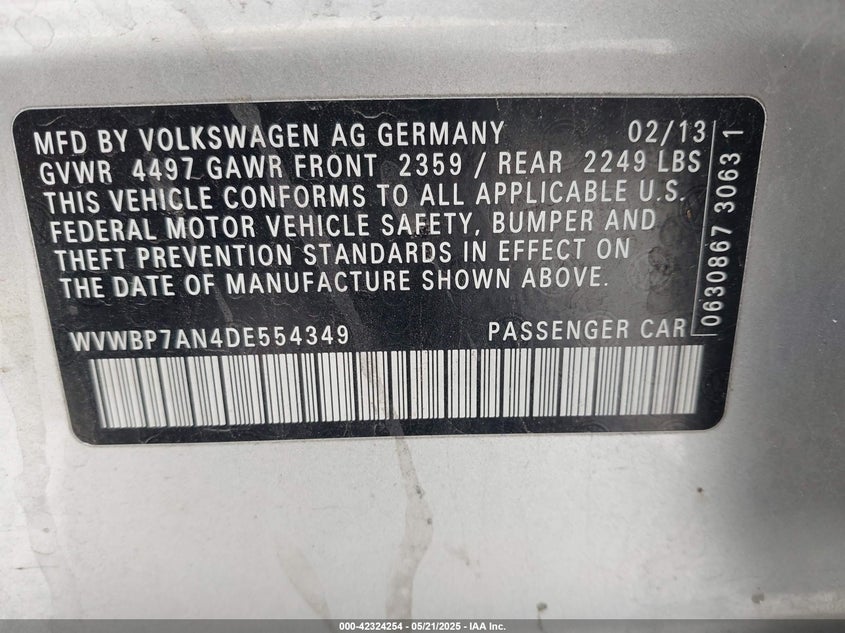 MFD BY VOLKSWAGEN AG GERMANY 02/13
GVWR 4497 GAWR FRONT 2359 / REAR 2249 LBS
THIS VEHICLE CONFORMS TO ALL APPLICABLE U.S.
FEDERAL MOTOR VEHICLE SAFETY, BUMPER AND
THEFT PREVENTION STANDARDS IN EFFECT ON
THE DATE OF MANUFACTURE SHOWN ABOVE.
WVWBP7AN4DE554349 PASSENGER CAR
0630867 3063 1
000-42324254 - 05/21/2025 - IAA Inc.